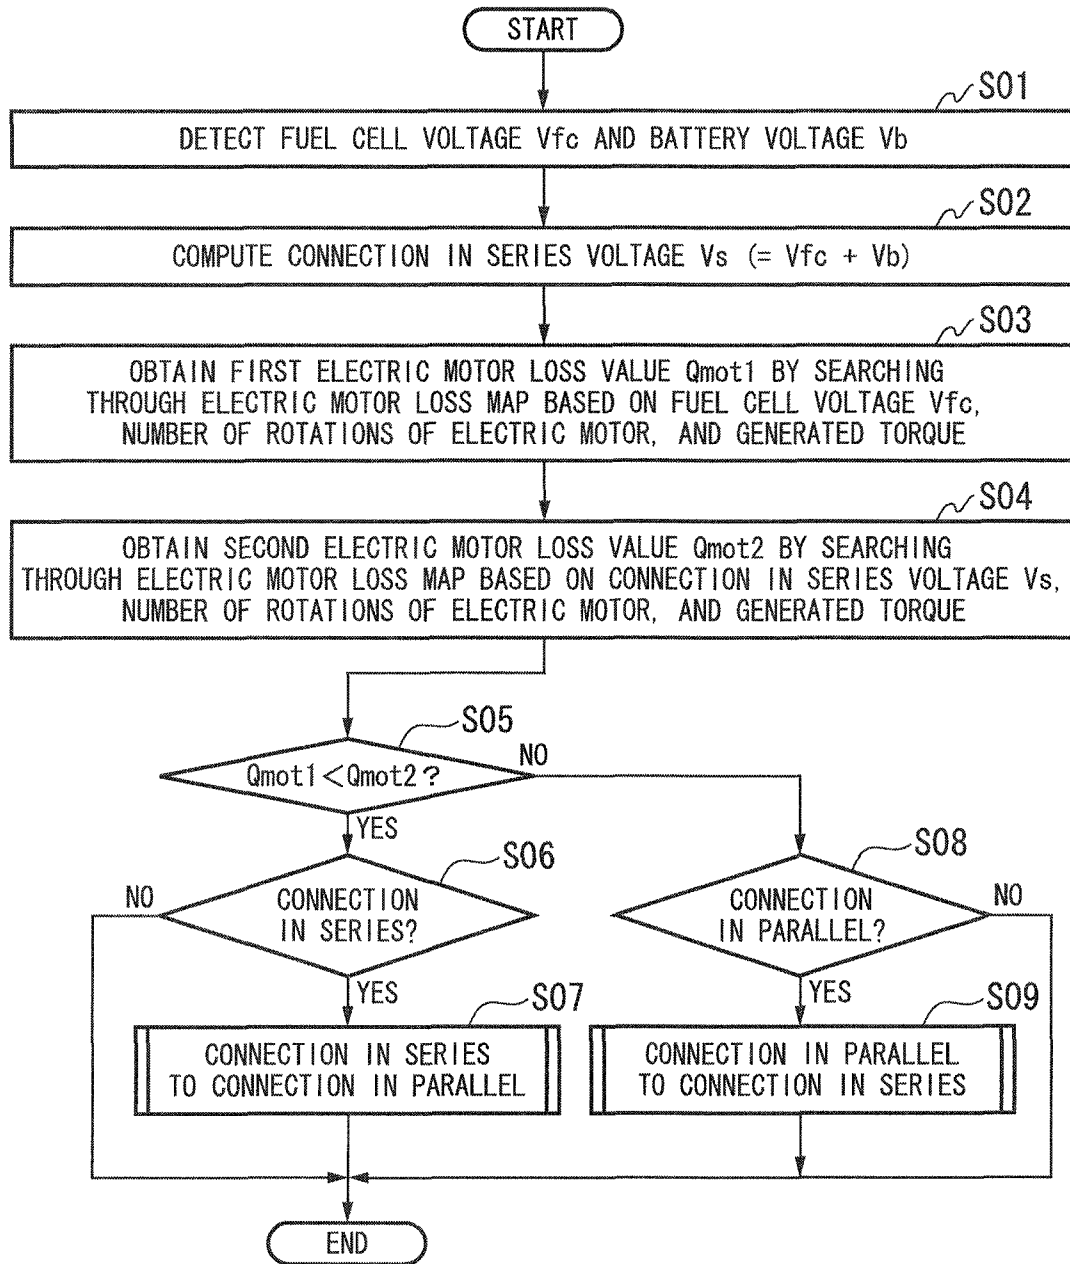 START
S01
DETECT FUEL CELL VOLTAGE Vfc AND BATTERY VOLTAGE Vb
S02
COMPUTE CONNECTION IN SERIES VOLTAGE Vs (= Vfc + Vb)
S03
OBTAIN FIRST ELECTRIC MOTOR LOSS VALUE Qmot1 BY SEARCHING
THROUGH ELECTRIC MOTOR LOSS MAP BASED ON FUEL CELL VOLTAGE Vfc,
NUMBER OF ROTATIONS OF ELECTRIC MOTOR, AND GENERATED TORQUE
S04
OBTAIN SECOND ELECTRIC MOTOR LOSS VALUE Qmot2 BY SEARCHING
THROUGH ELECTRIC MOTOR LOSS MAP BASED ON CONNECTION IN SERIES VOLTAGE Vs,
NUMBER OF ROTATIONS OF ELECTRIC MOTOR, AND GENERATED TORQUE
S05
Qmot1<Qmot2?
NO
YES
S06
CONNECTION
IN SERIES?
NO
YES
S07
CONNECTION IN SERIES
TO CONNECTION IN PARALLEL
S08
CONNECTION
IN PARALLEL?
NO
YES
S09
CONNECTION IN PARALLEL
TO CONNECTION IN SERIES
END